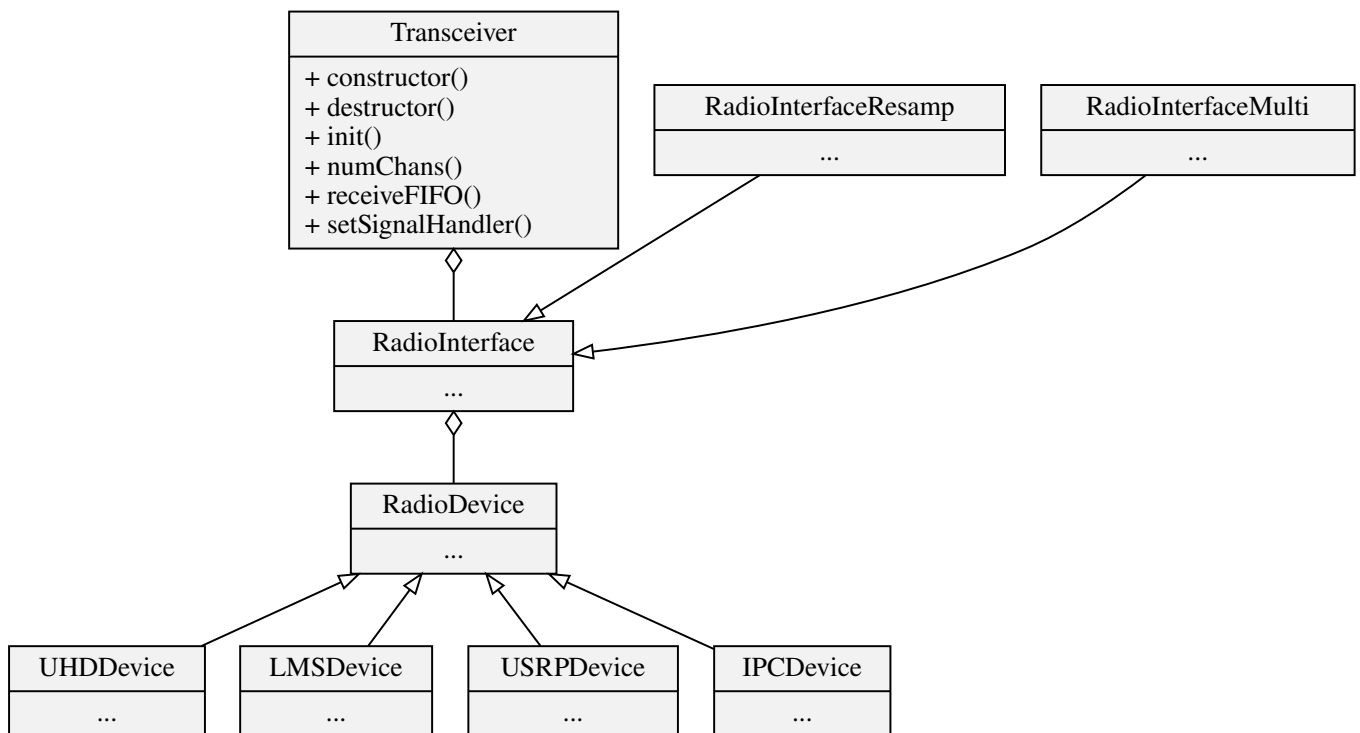 Transceiver
+ constructor()
+ destructor()
+ init()
+ numChans()
+ receiveFIFO()
+ setSignalHandler()
RadioInterfaceResamp
...
RadioInterfaceMulti
...
RadioInterface
...
RadioDevice
...
UHDDevice
...
LMSDevice
...
USRPDevice
...
IPCDevice
...